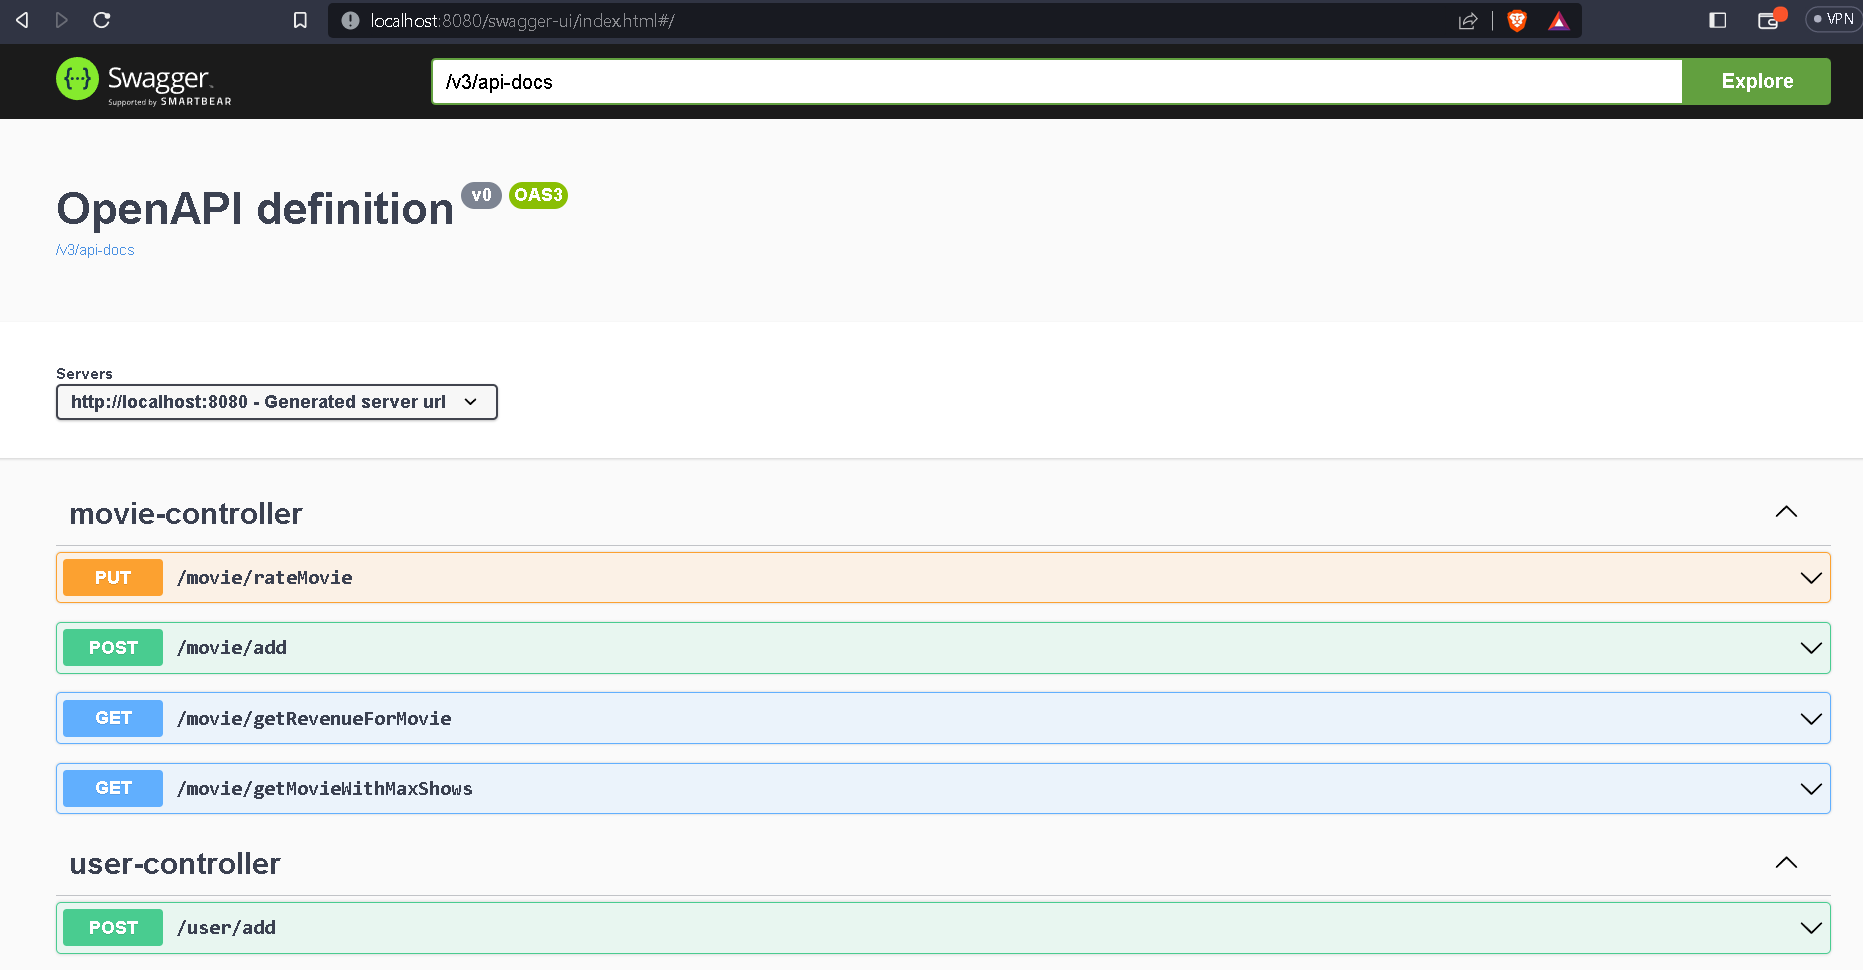 localhost:8080/swagger-ui/index.html#/
VPN
Swagger
Supported by SMARTBEAR
/v3/api-docs
Explore
OpenAPI definition v0 OAS3
/v3/api-docs
Servers
http://localhost:8080 - Generated server url
movie-controller
PUT /movie/rateMovie
POST /movie/add
GET /movie/getRevenueForMovie
GET /movie/getMovieWithMaxShows
user-controller
POST /user/add